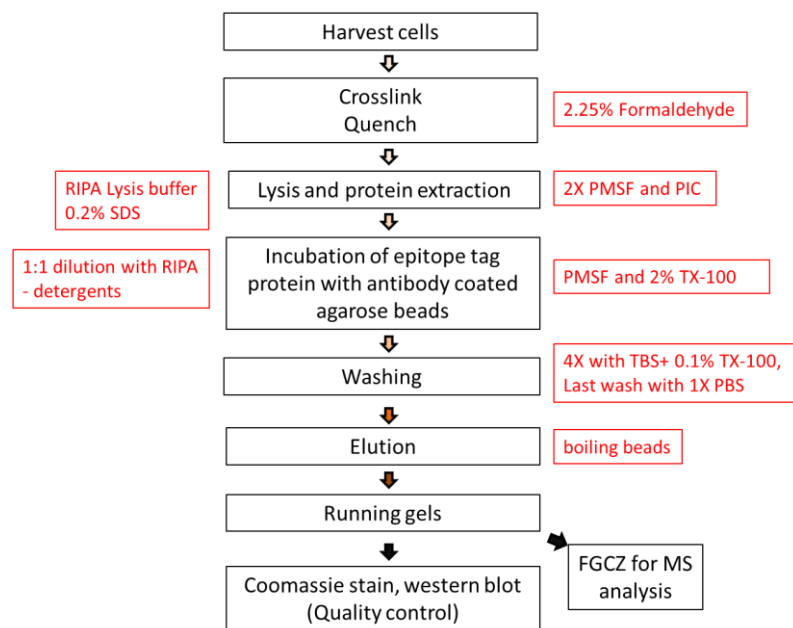 Harvest cells
Crosslink
Quench
2.25% Formaldehyde
RIPA Lysis buffer
0.2% SDS
Lysis and protein extraction
2X PMSF and PIC
1:1 dilution with RIPA
- detergents
Incubation of epitope tag
protein with antibody coated
agarose beads
PMSF and 2% TX-100
Washing
4X with TBS+ 0.1% TX-100,
Last wash with 1X PBS
Elution
boiling beads
Running gels
Coomassie stain, western blot
(Quality control)
FGCZ for MS
analysis